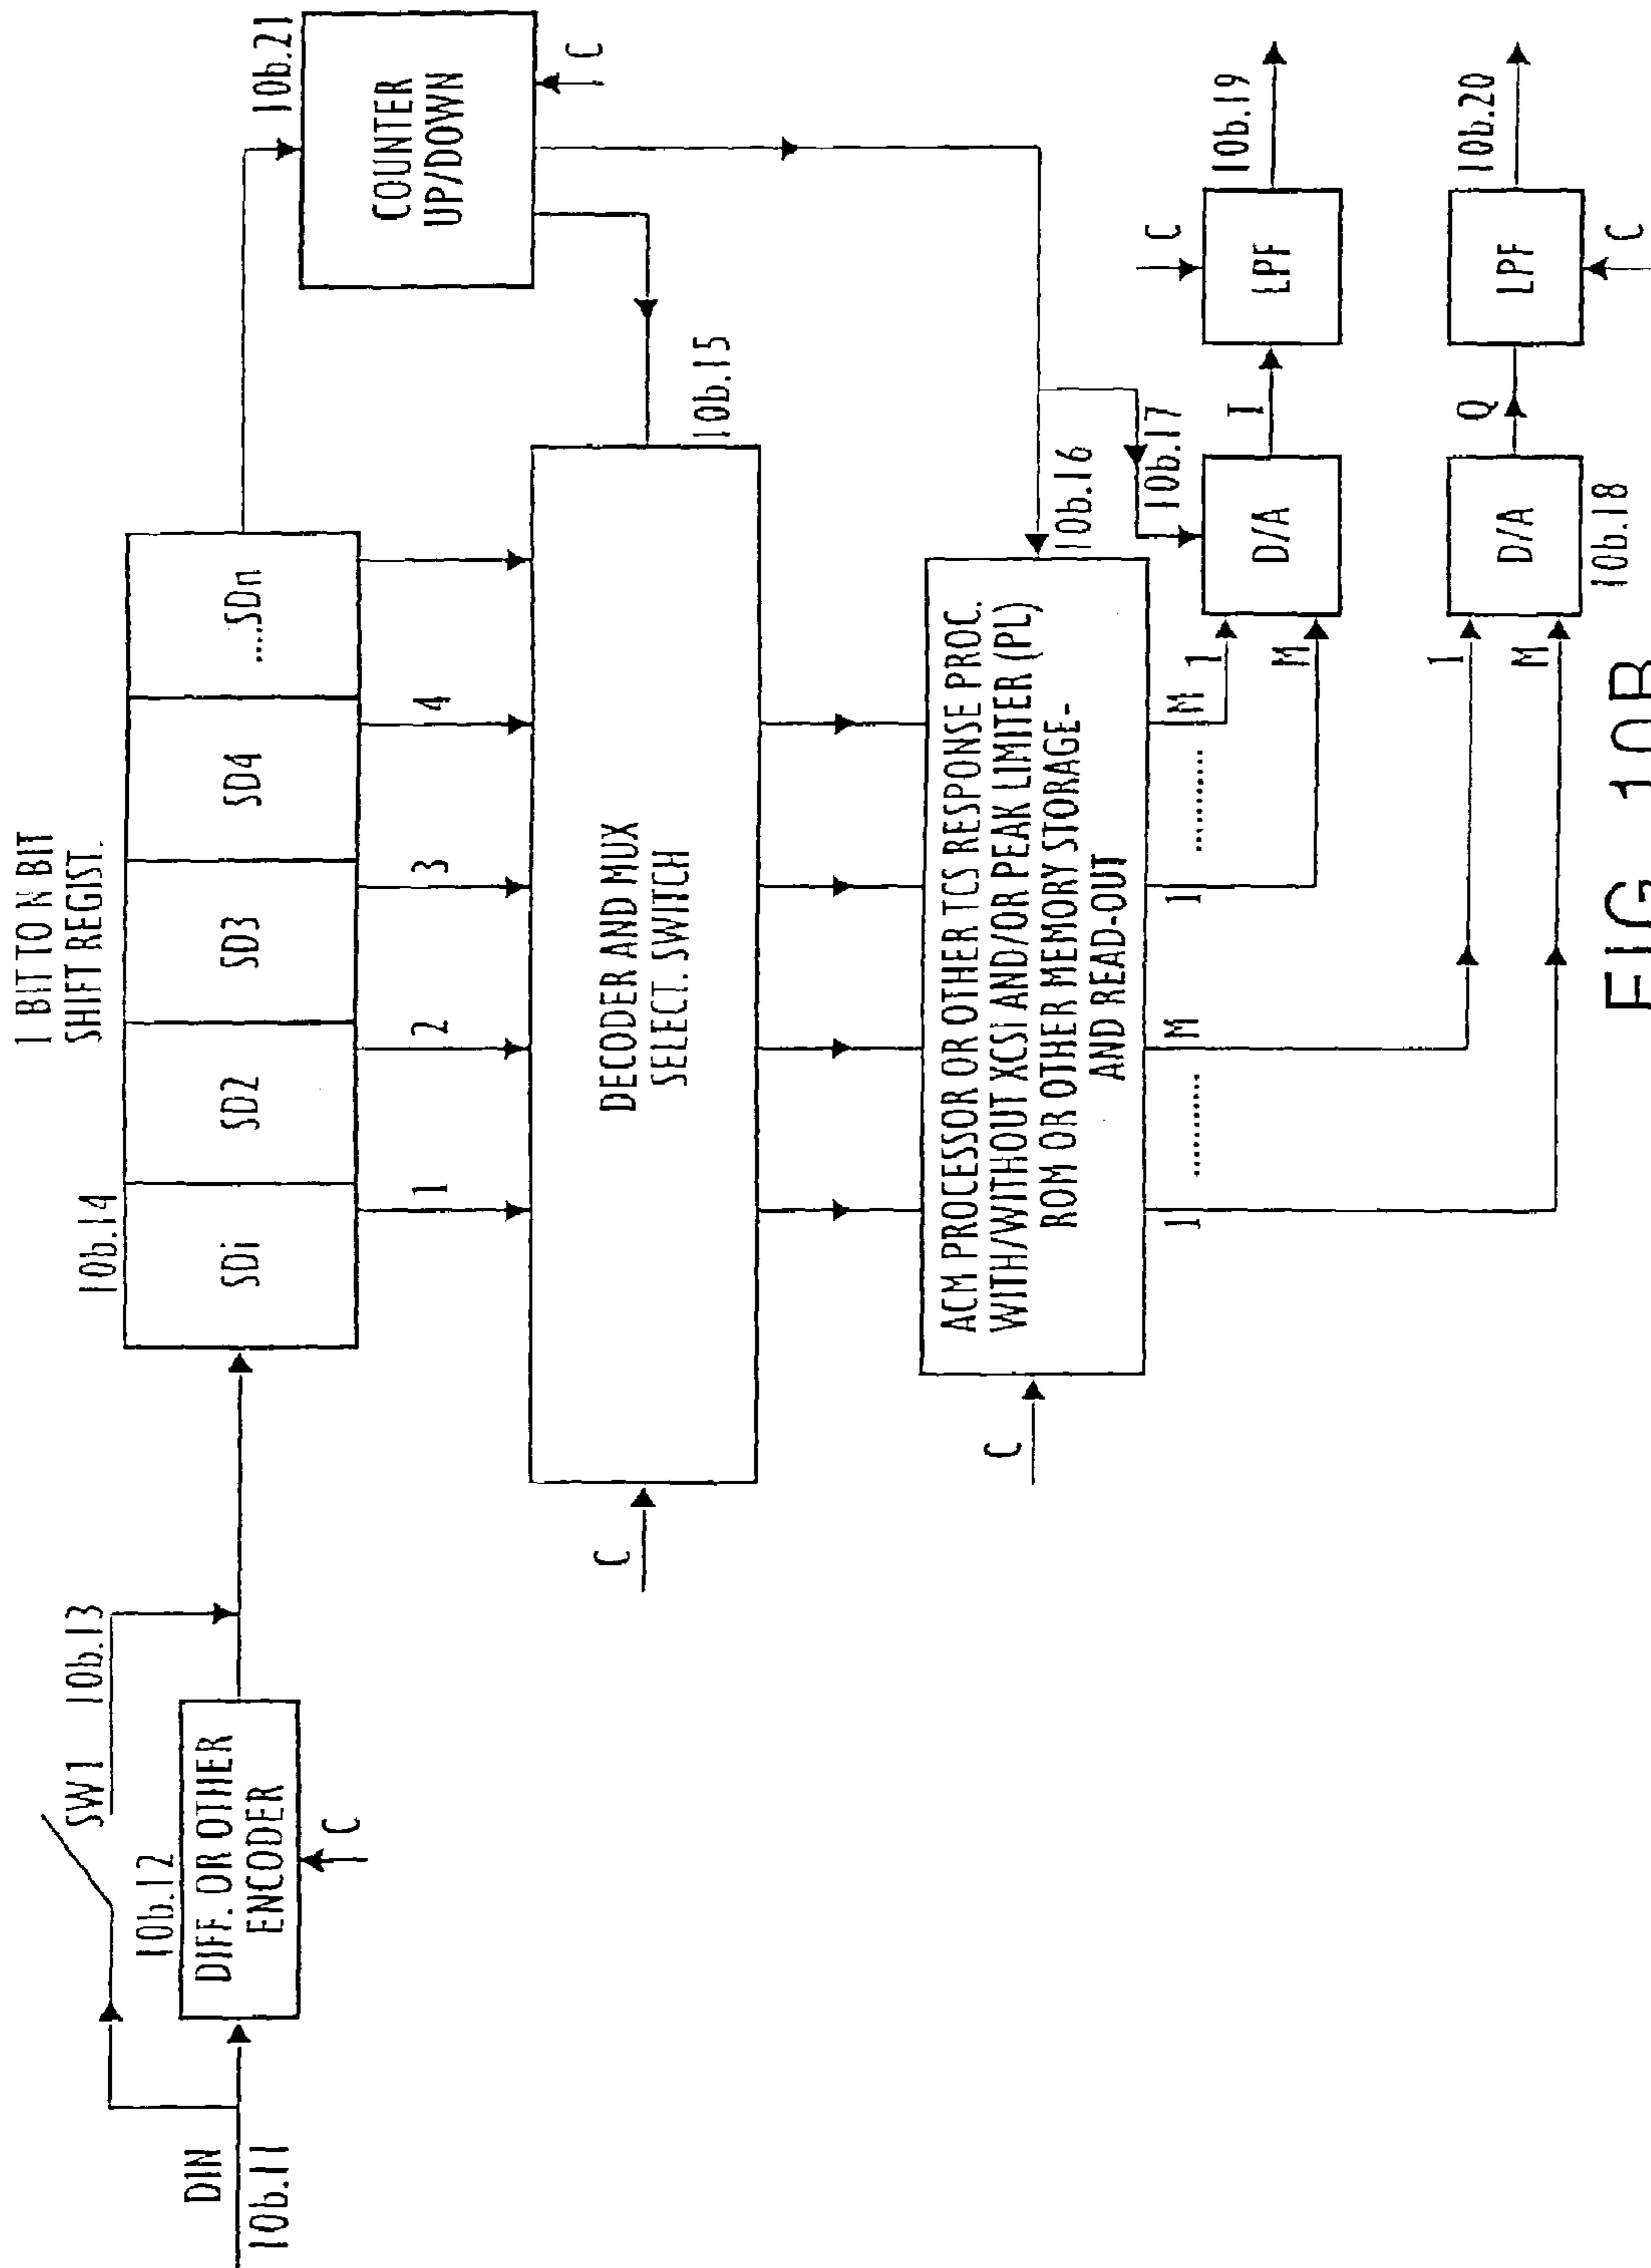 DIN
10b.11
SW1 10b.13
10b.12
DIFF. OR OTHER
ENCODER
C
1 BIT TO N BIT
SHIFT REGIST.
10b.14
SDi
SD2
SD3
SD4
....SDn
10b.21
COUNTER
UP/DOWN
C
1
2
3
4
10b.15
DECODER AND MUX
SELECT. SWITCH
C
10b.16
ACM PROCESSOR OR OTHER TCS RESPONSE PROC.
WITH/WITHOUT XCSI AND/OR PEAK LIMITER (PL)
ROM OR OTHER MEMORY STORAGE-
AND READ-OUT
C
1
..........
M
1
..........
M
10b.17
1
M
D/A
I
C
LPF
10b.19
1
M
D/A
10b.18
Q
LPF
C
10b.20
FIG. 10B